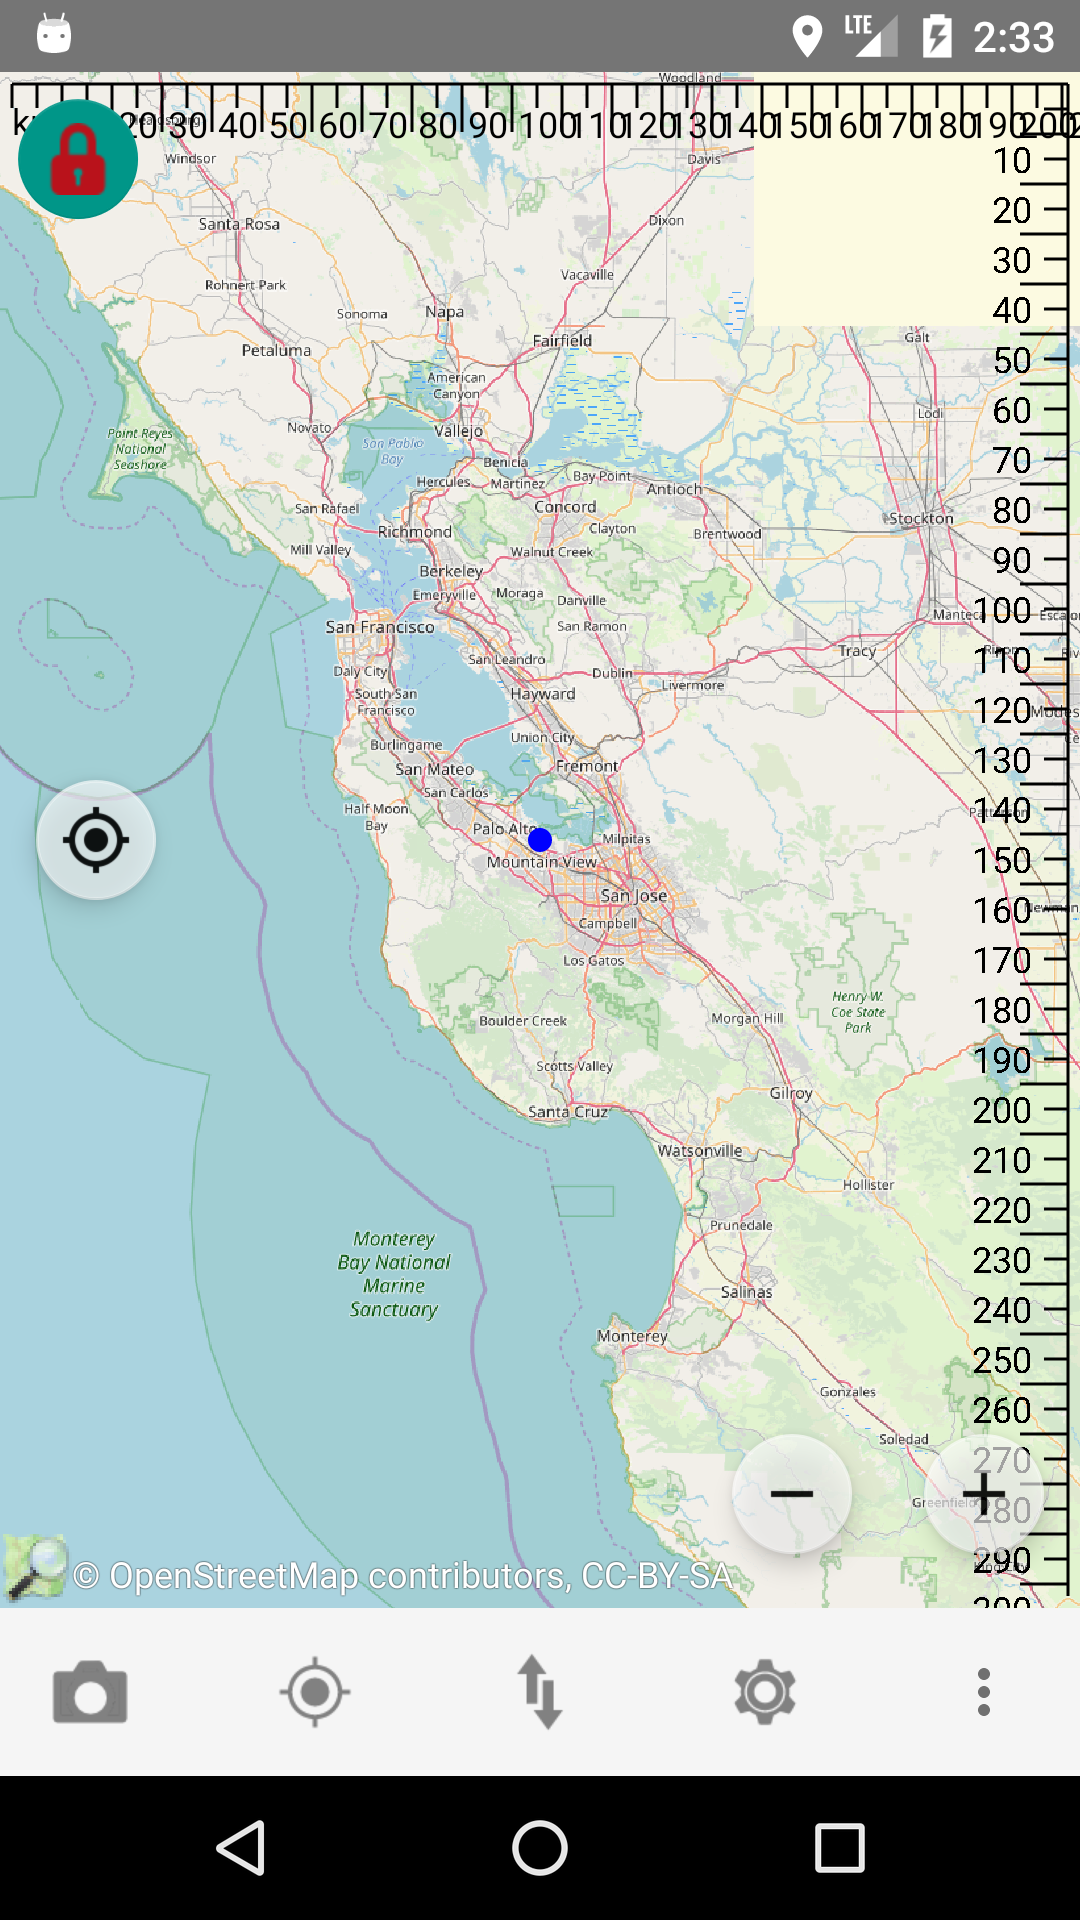 LTE 2:33
Woodland
20 30 40 50 60 70 80 90 100 110 120 130 140 150 160 170 180 190 200
Windsor
Davis
10
Santa Rosa
Dixon
20
30
Rohnert Park
Vacaville
Sonoma
Napa
40
Petaluma
Fairfield
Galt
50
American
Canyon
60
Lodi
Novato
Vallejo
Point Reyes
National
Seashore
San Pablo
Bay
70
Benicia
Hercules
Martinez
Bay Point
Antioch
80
San Rafael
Concord
Stockton
Richmond
Clayton
Brentwood
Mill Valley
Walnut Creek
90
Berkeley
Emeryville
Moraga
Danville
100
Manteca
San Francisco
San Ramon
Tracy
Ripon
110
Daly City
San Leandro
Dublin
Livermore
South San
Francisco
Hayward
120
Union City
Burlingame
130
San Mateo
Fremont
San Carlos
Half Moon
Bay
140
Patterson
Palo Alto
Milpitas
150
Mountain View
San Jose
160
Newman
Campbell
Los Gatos
170
Henry W.
Coe State
Park
180
Boulder Creek
Morgan Hill
190
Scotts Valley
Gilroy
200
Santa Cruz
Watsonville
210
Hollister
220
Prunedale
Monterey
Bay National
Marine
Sanctuary
230
Salinas
240
Monterey
250
Gonzales
260
Soledad
270
Greenfield
280
290
© OpenStreetMap contributors, CC-BY-SA